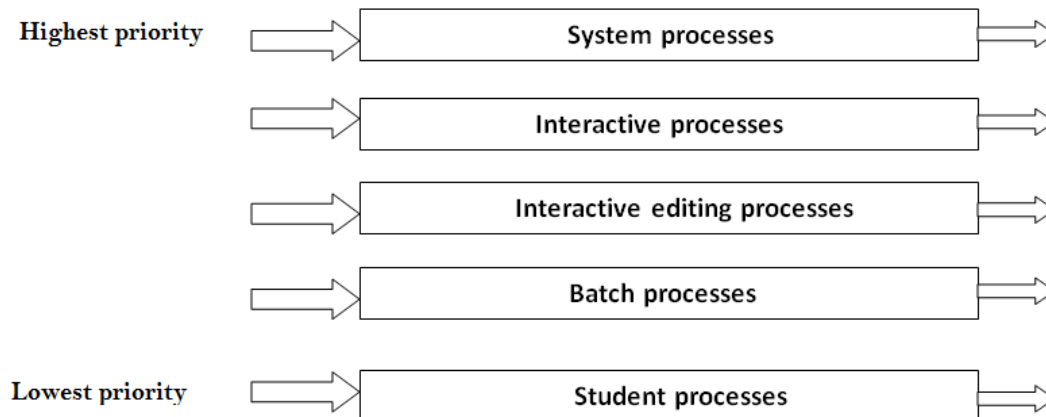 Highest priority
System processes
Interactive processes
Interactive editing processes
Batch processes
Lowest priority
Student processes